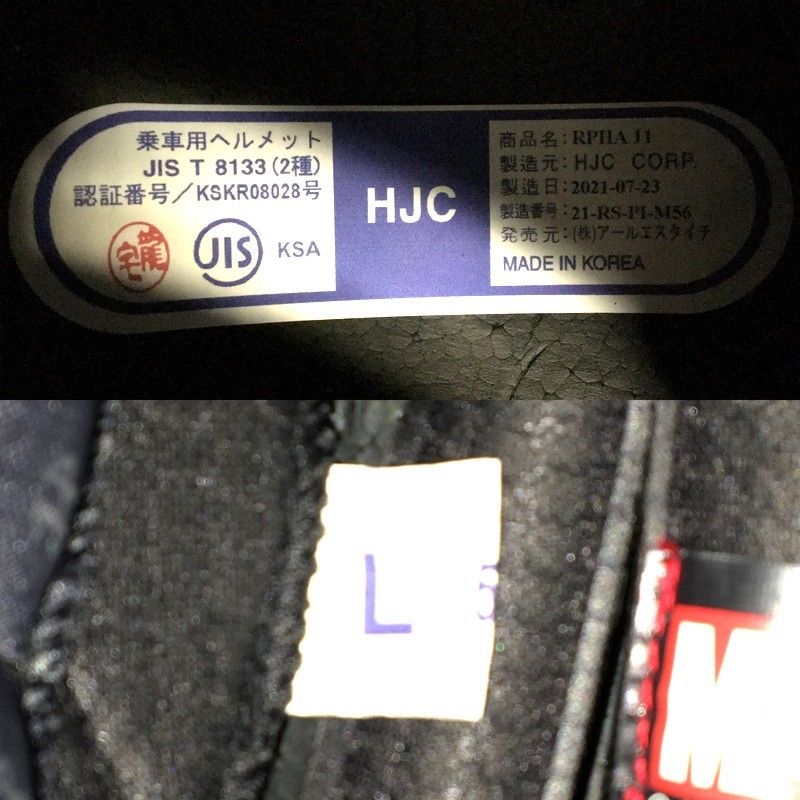 乗車用ヘルメット
JIS T 8133(2種)
認証番号/KSKR08028号
JIS
KSA
HJC
商品名:RPHA 11
製造元:HJC CORP.
製造日:2021-07-23
製造番号:21-RS-PI-M56
発売元:(株)アールエスタイチ
MADE IN KOREA
L
M